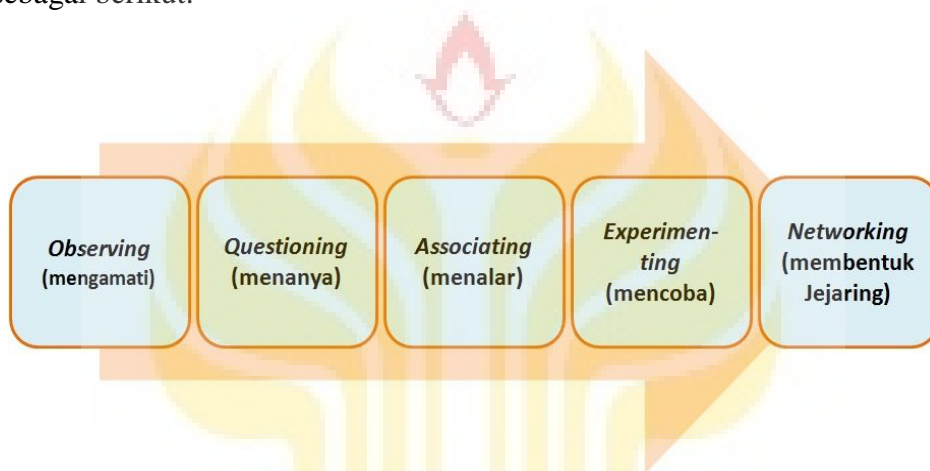 sebagai berikut.
Observing
(mengamati)
Questioning
(menanya)
Associating
(menalar)
Experimen-
ting
(mencoba)
Networking
(membentuk
Jejaring)